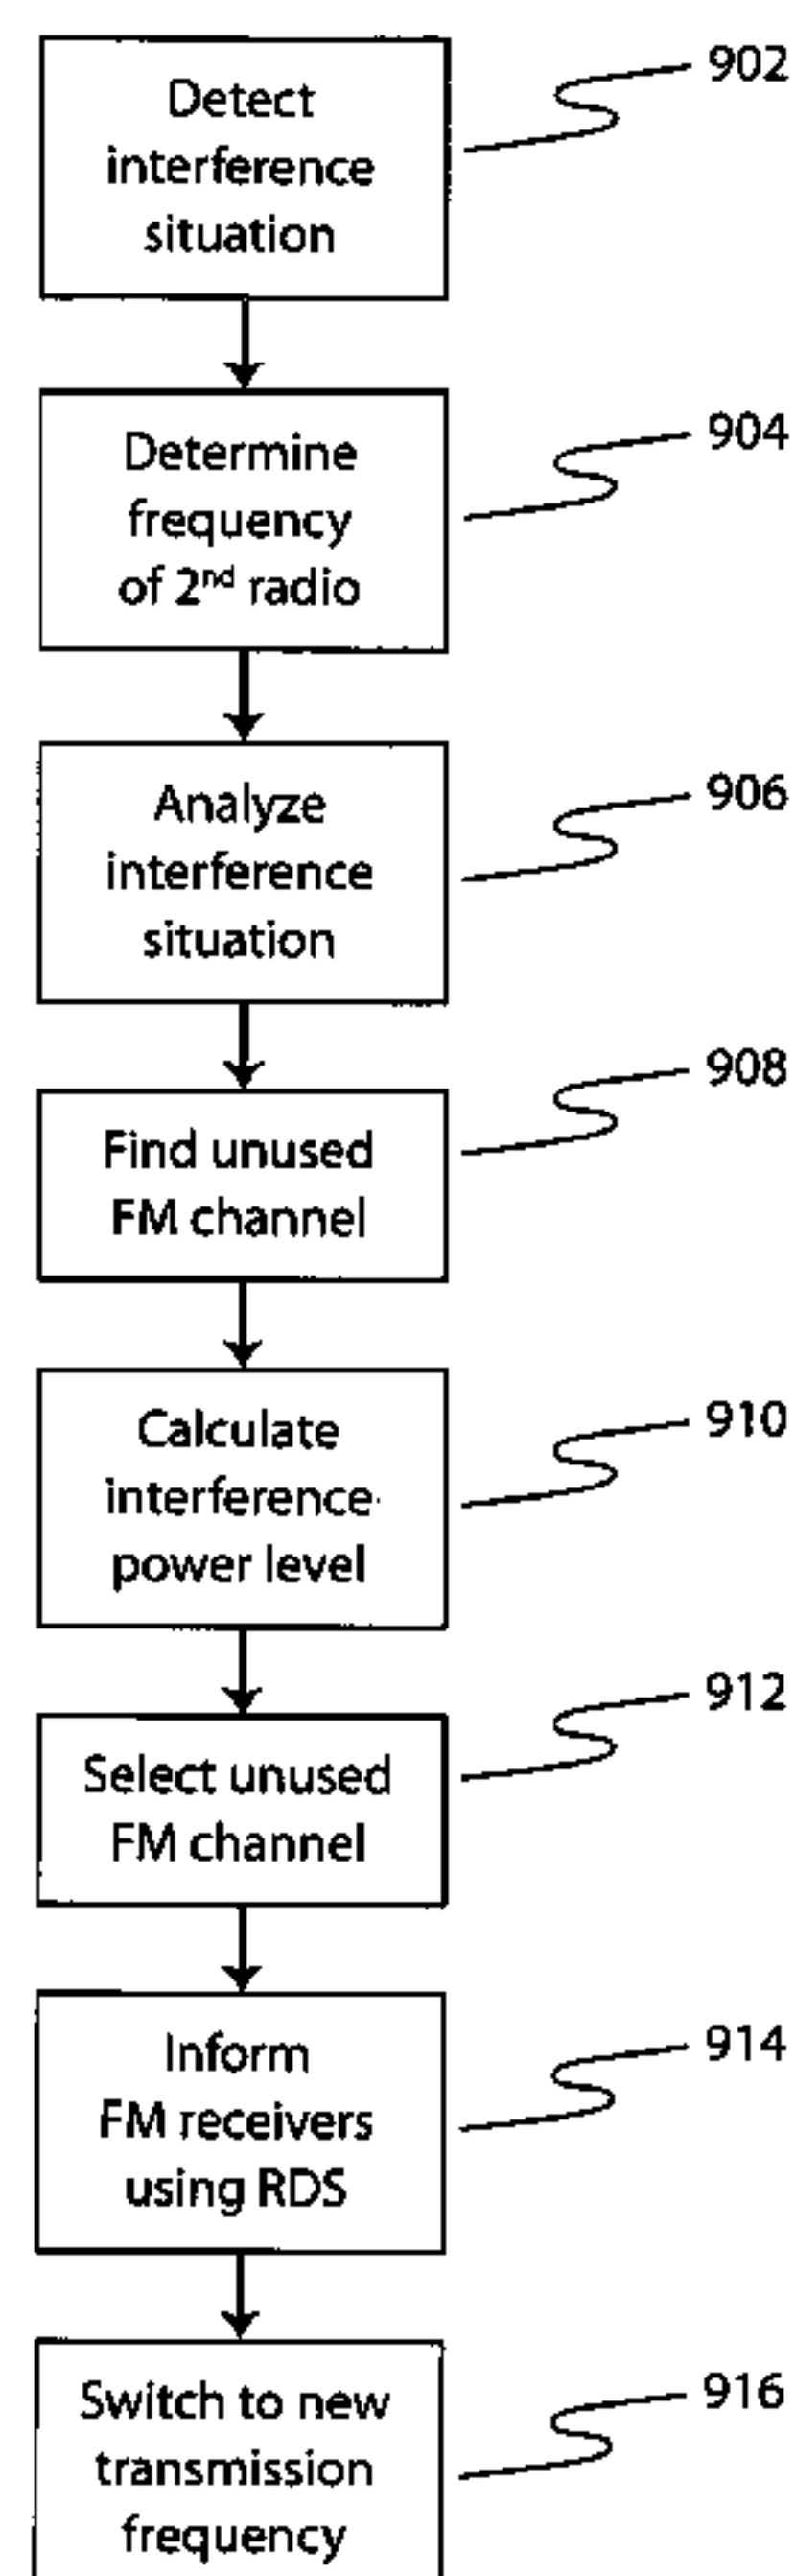 Detect
interference
situation
902
Determine
frequency
of 2nd radio
904
Analyze
interference
situation
906
Find unused
FM channel
908
Calculate
interference
power level
910
Select unused
FM channel
912
Inform
FM receivers
using RDS
914
Switch to new
transmission
frequency
916